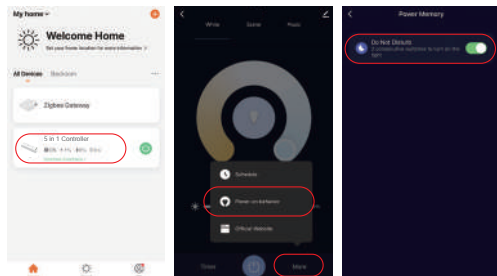 My home
Welcome Home
Set your home location for more information >
All Devices Bedroom ...
Zigbee Gateway
5 in 1 Controller
White Scene Music
Schedule
Power-on behavior
Official Website
Timer More
Power Memory
Do Not Disturb
light